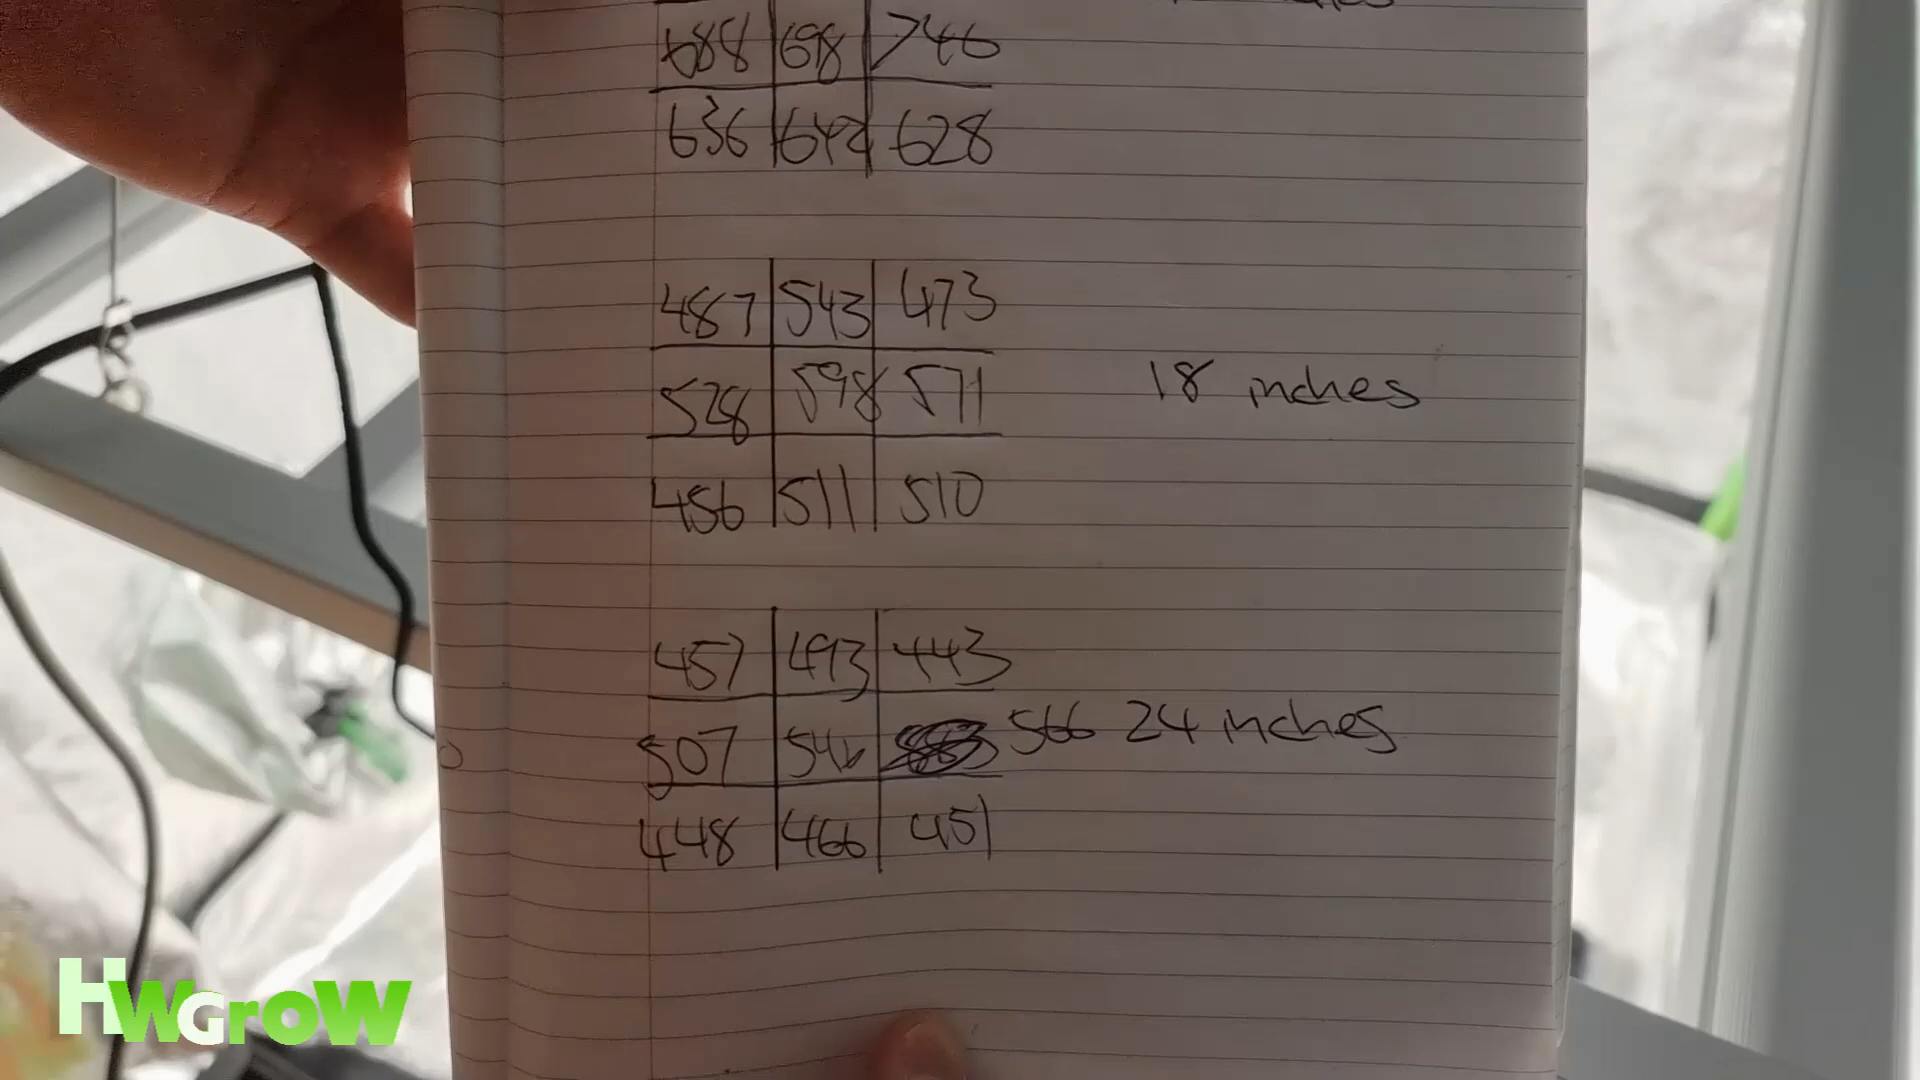 688 698 746
636 642 628
487 543 473
528 598 571
18 inches
456 511 510
457 493 443
507 546 566 24 inches
448 466 451
HWGroW